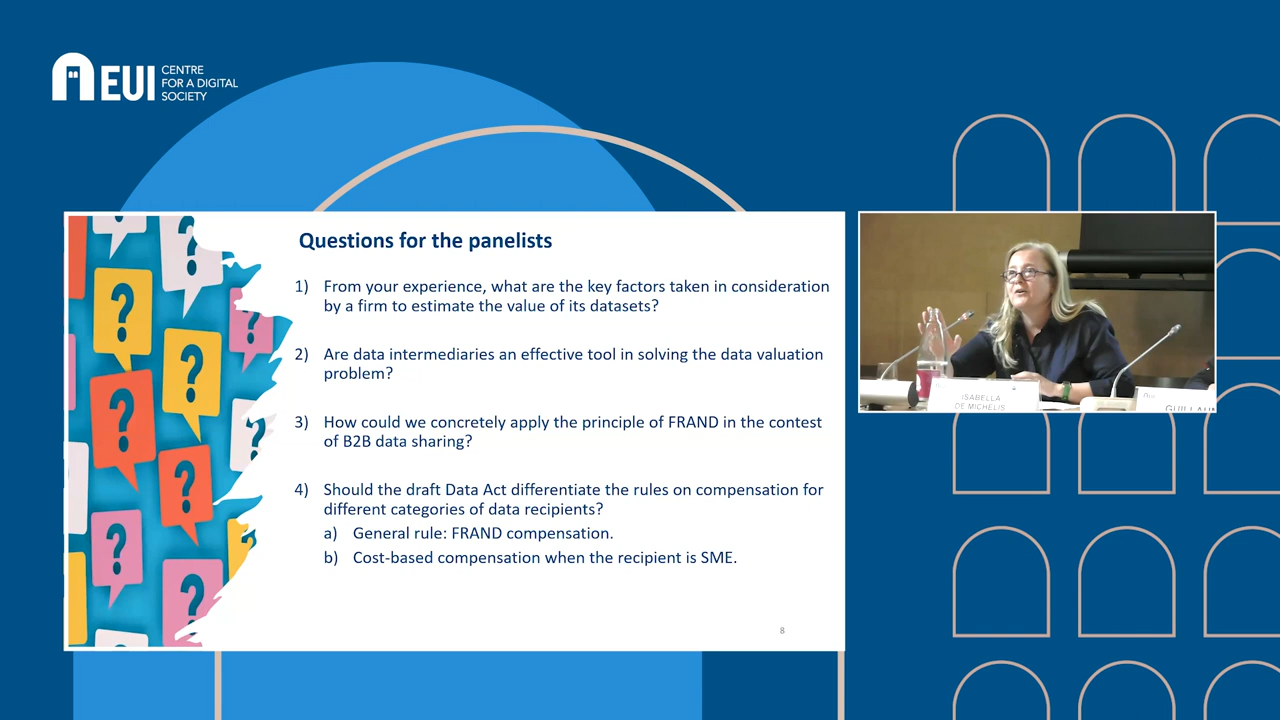 EUI
CENTRE
FOR A DIGITAL
SOCIETY
Questions for the panelists
1) From your experience, what are the key factors taken in consideration
by a firm to estimate the value of its datasets?
2) Are data intermediaries an effective tool in solving the data valuation
problem?
3) How could we concretely apply the principle of FRAND in the contest
of B2B data sharing?
4) Should the draft Data Act differentiate the rules on compensation for
different categories of data recipients?
a) General rule: FRAND compensation.
b) Cost-based compensation when the recipient is SME.
8
ISABELLA
DE MICHELIS